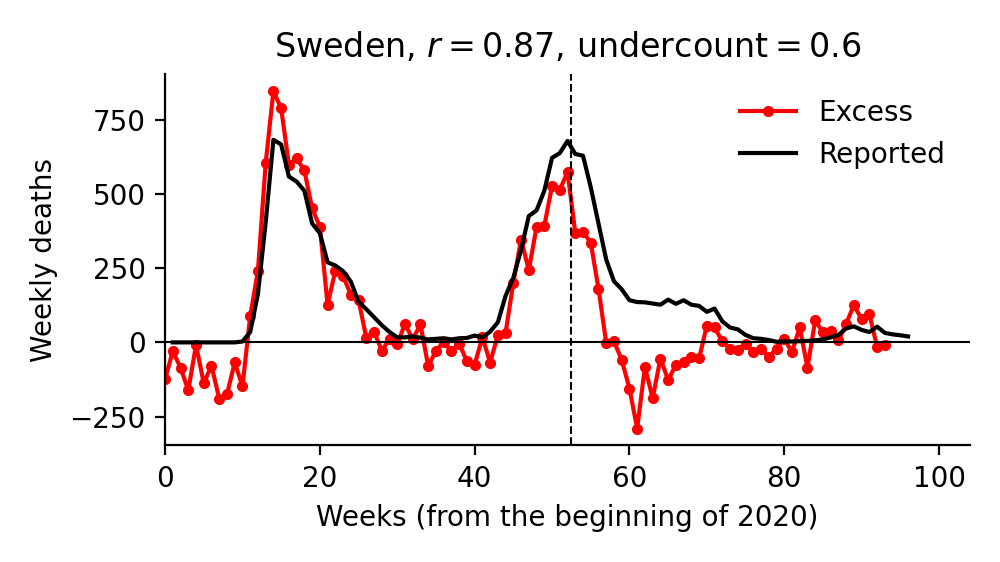 Sweden, r = 0.87, undercount = 0.6
Excess
Reported
Weekly deaths
750
500
250
0
−250
0 20 40 60 80 100
Weeks (from the beginning of 2020)